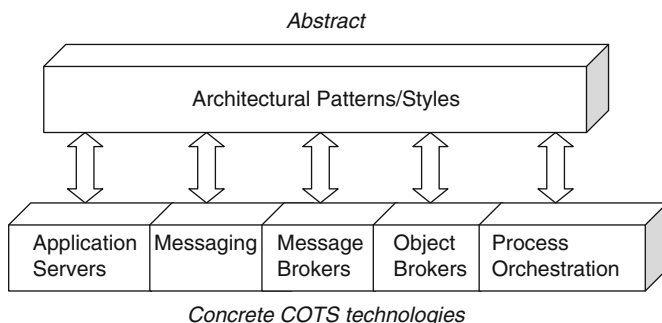 Abstract
Architectural Patterns/Styles
Application
Servers
Messaging
Message
Brokers
Object
Brokers
Process
Orchestration
Concrete COTS technologies